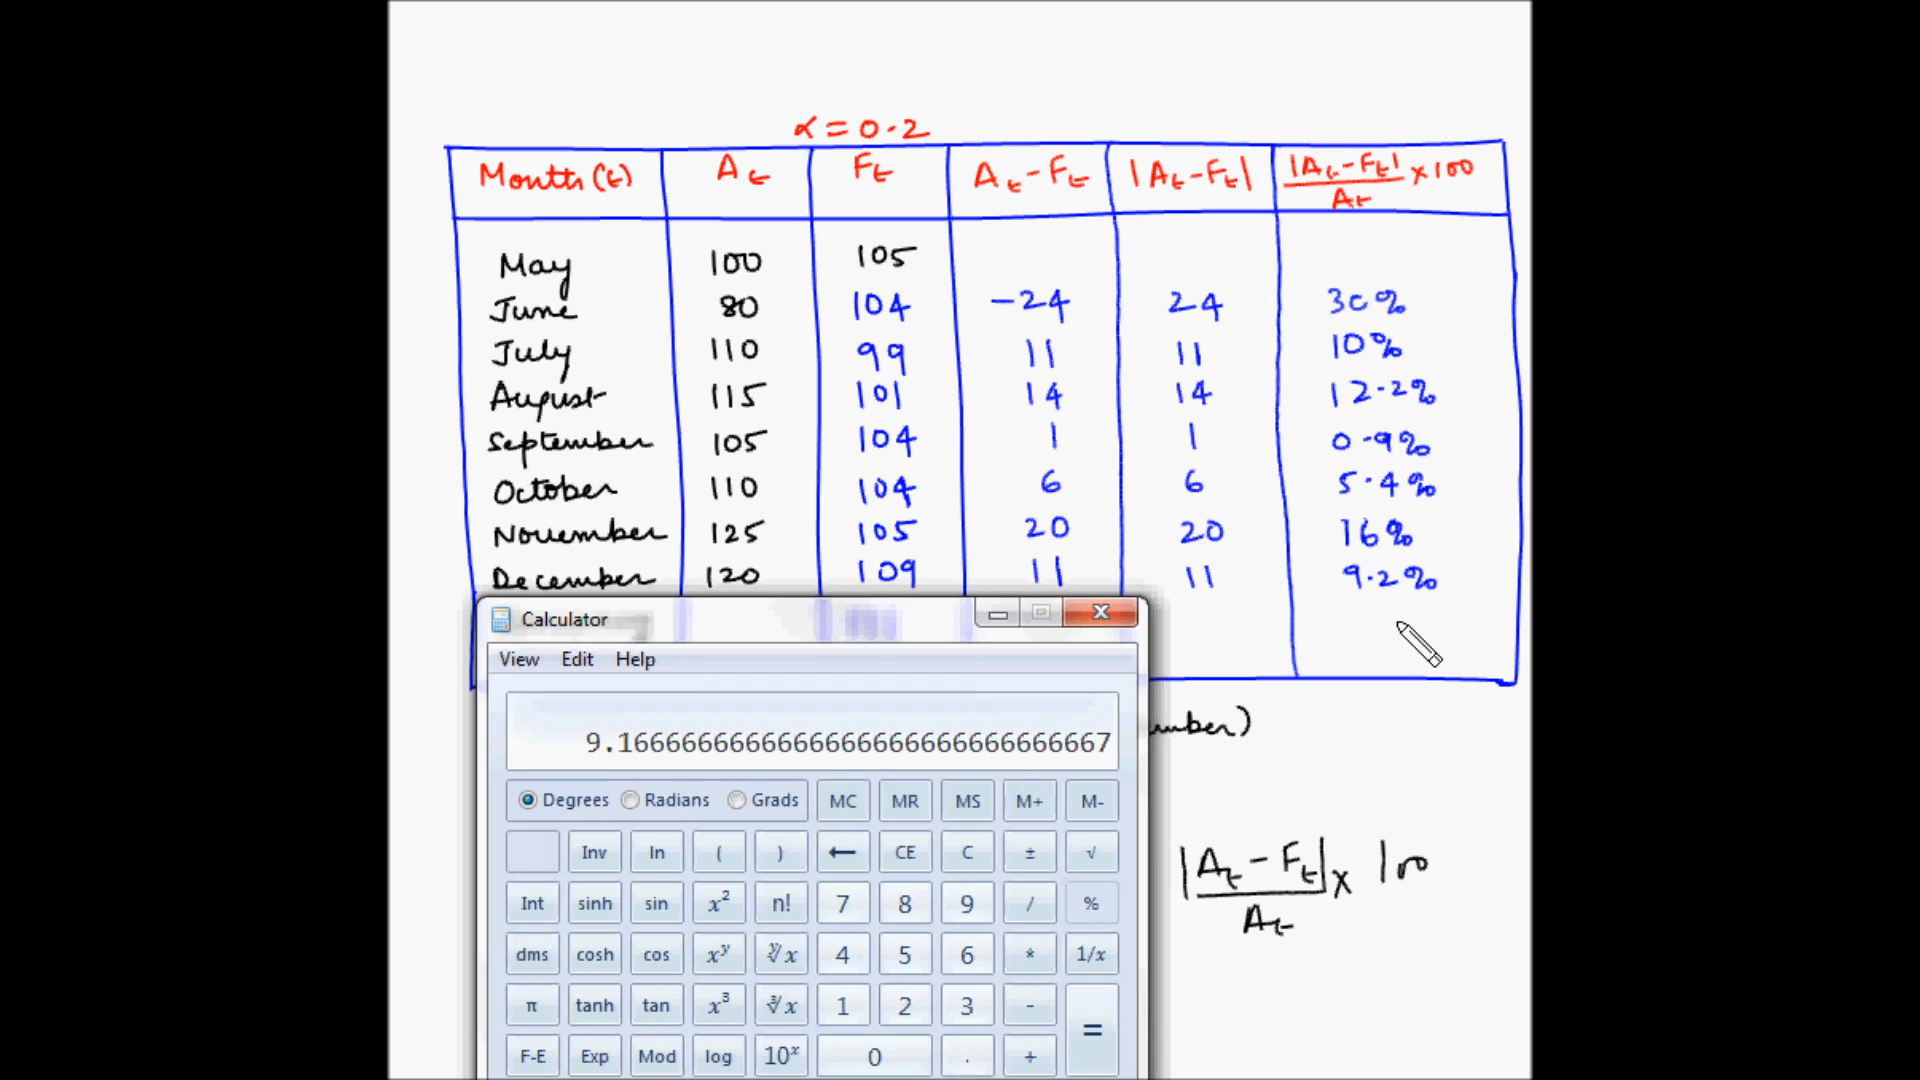 α = 0.2
Month(t) At Ft At - Ft |At - Ft| |At - Ft| / At × 100
May 100 105
June 80 104 -24 24 30%
July 110 99 11 11 10%
August 115 101 14 14 12.2%
September 105 104 1 1 0.9%
October 110 104 6 6 5.4%
November 125 105 20 20 16%
December 120 109 11 11 9.2%
mber)
|At - Ft| / At × 100
Calculator
View Edit Help
9.1666666666666666666666666666667
Degrees Radians Grads MC MR MS M+ M-
Inv ln ( ) ← CE C ± √
Int sinh sin x² n! 7 8 9 / %
dms cosh cos xʸ ʸ√x 4 5 6 * 1/x
π tanh tan x³ ³√x 1 2 3 - =
F-E Exp Mod log 10ˣ 0 . +